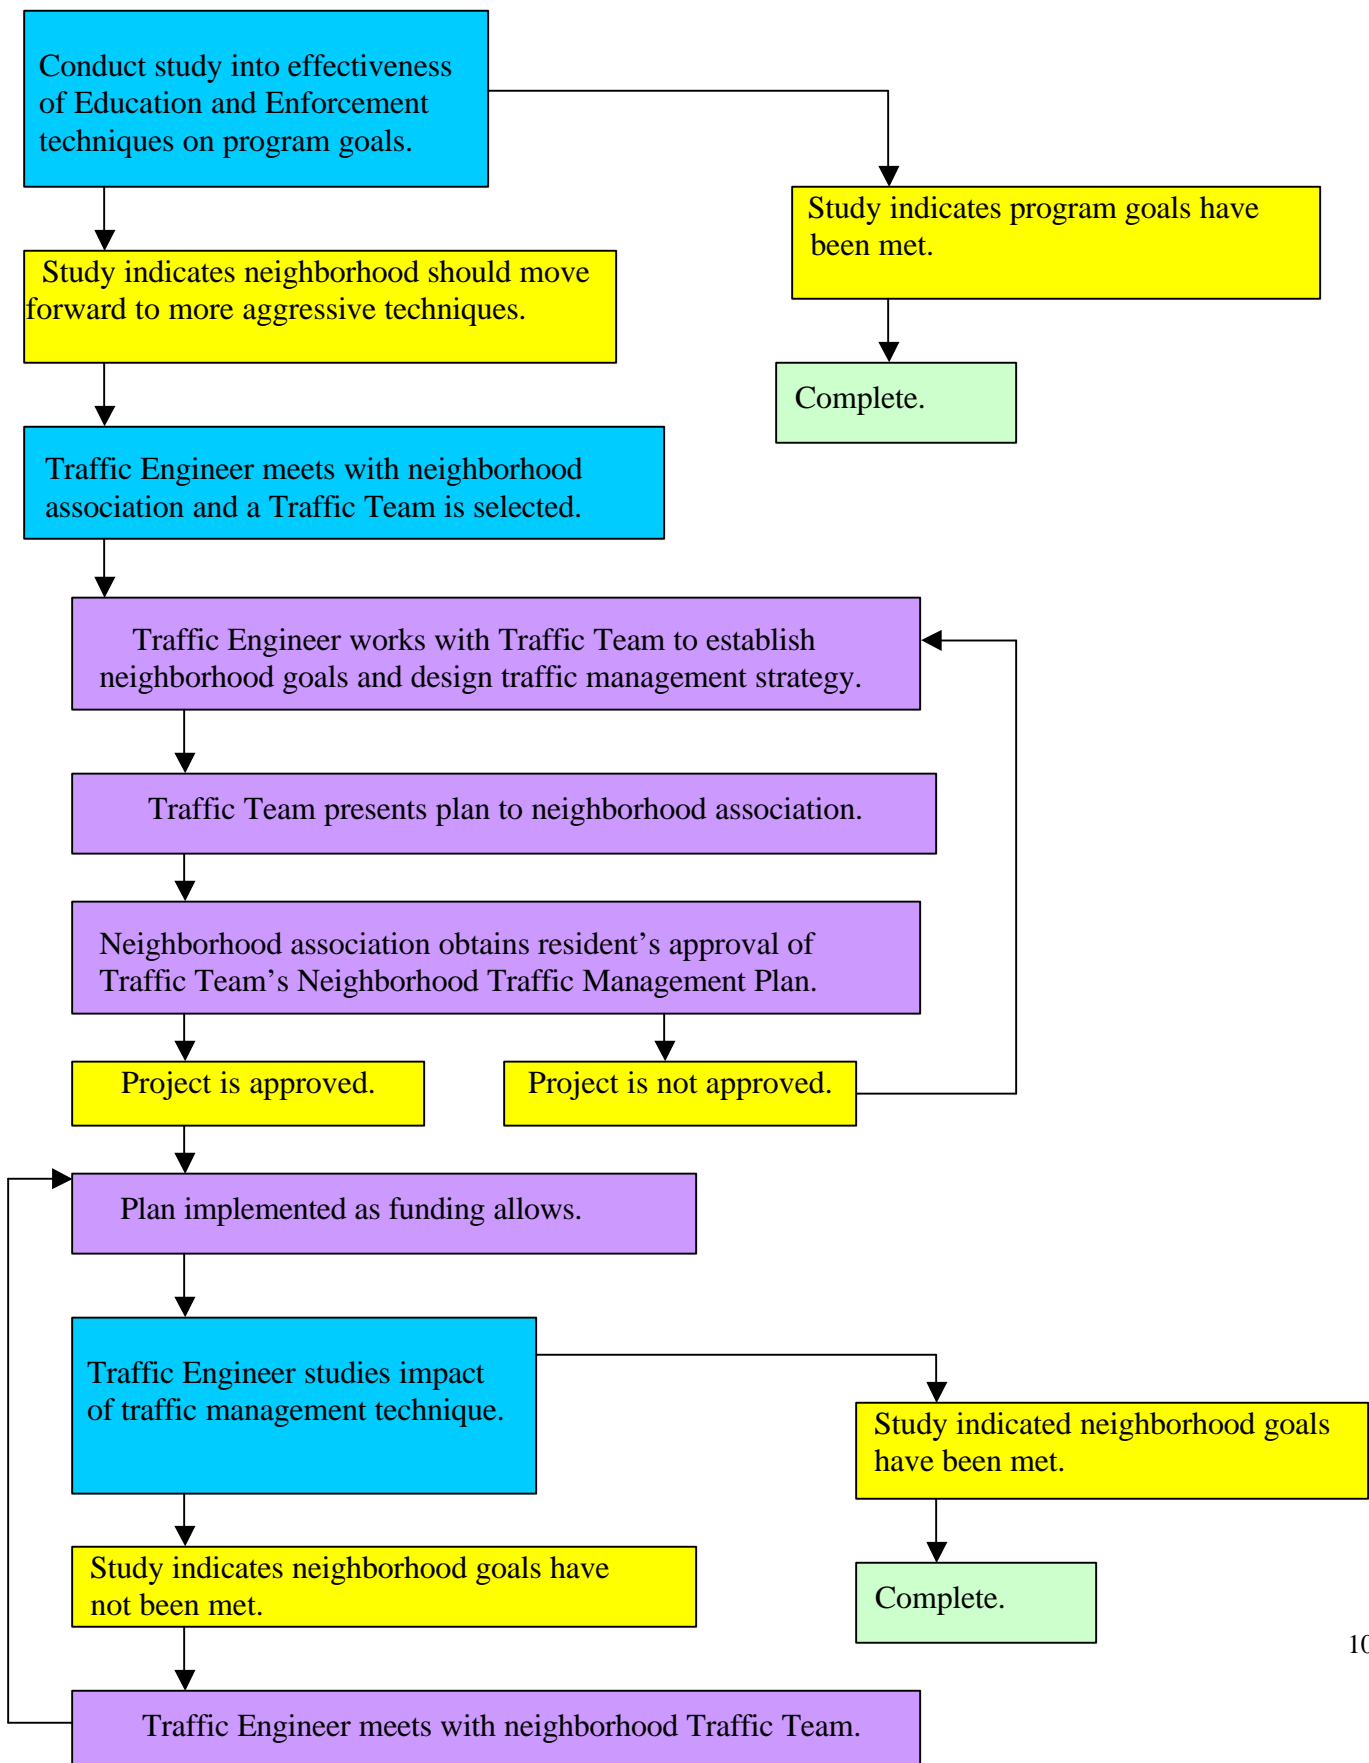 Conduct study into effectiveness
of Education and Enforcement
techniques on program goals.
Study indicates program goals have
been met.
Study indicates neighborhood should move
forward to more aggressive techniques.
Complete.
Traffic Engineer meets with neighborhood
association and a Traffic Team is selected.
Traffic Engineer works with Traffic Team to establish
neighborhood goals and design traffic management strategy.
Traffic Team presents plan to neighborhood association.
Neighborhood association obtains resident’s approval of
Traffic Team’s Neighborhood Traffic Management Plan.
Project is approved.
Project is not approved.
Plan implemented as funding allows.
Traffic Engineer studies impact
of traffic management technique.
Study indicated neighborhood goals
have been met.
Study indicates neighborhood goals have
not been met.
Complete.
10
Traffic Engineer meets with neighborhood Traffic Team.